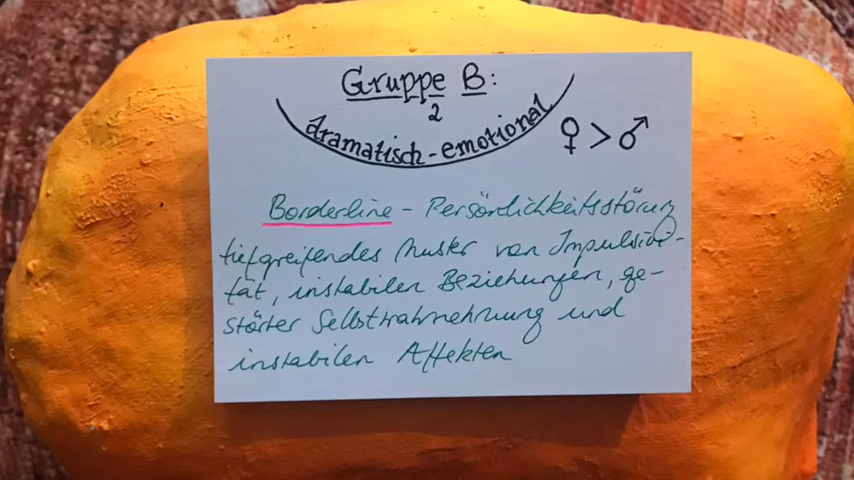 Gruppe B:
2
dramatisch-emotional
♀ > ♂
Borderline - Persönlichkeitsstörung
tiefgreifendes Muster von Impulsivi-
tät, instabilen Beziehungen, ge-
störter Selbstwahrnehmung und
instabilen Affekten